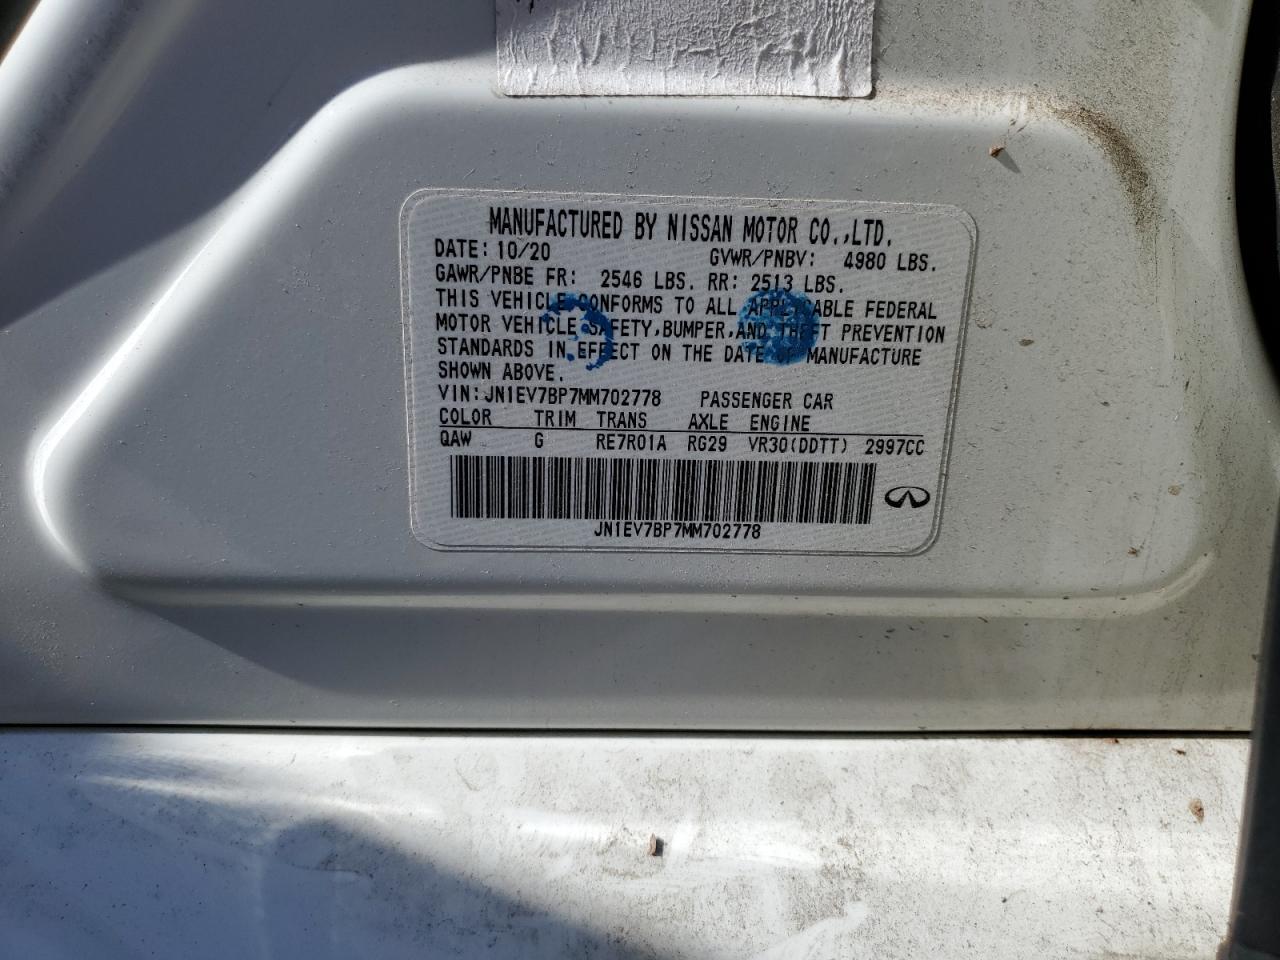 MANUFACTURED BY NISSAN MOTOR CO.,LTD.
DATE: 10/20 GVWR/PNBV: 4980 LBS.
GAWR/PNBE FR: 2546 LBS. RR: 2513 LBS.
THIS VEHICLE CONFORMS TO ALL APPLICABLE FEDERAL
MOTOR VEHICLE SAFETY,BUMPER,AND THEFT PREVENTION
STANDARDS IN EFFECT ON THE DATE OF MANUFACTURE
SHOWN ABOVE.
VIN:JN1EV7BP7MM702778 PASSENGER CAR
COLOR TRIM TRANS AXLE ENGINE
QAW G RE7R01A RG29 VR30(DDTT) 2997CC
JN1EV7BP7MM702778